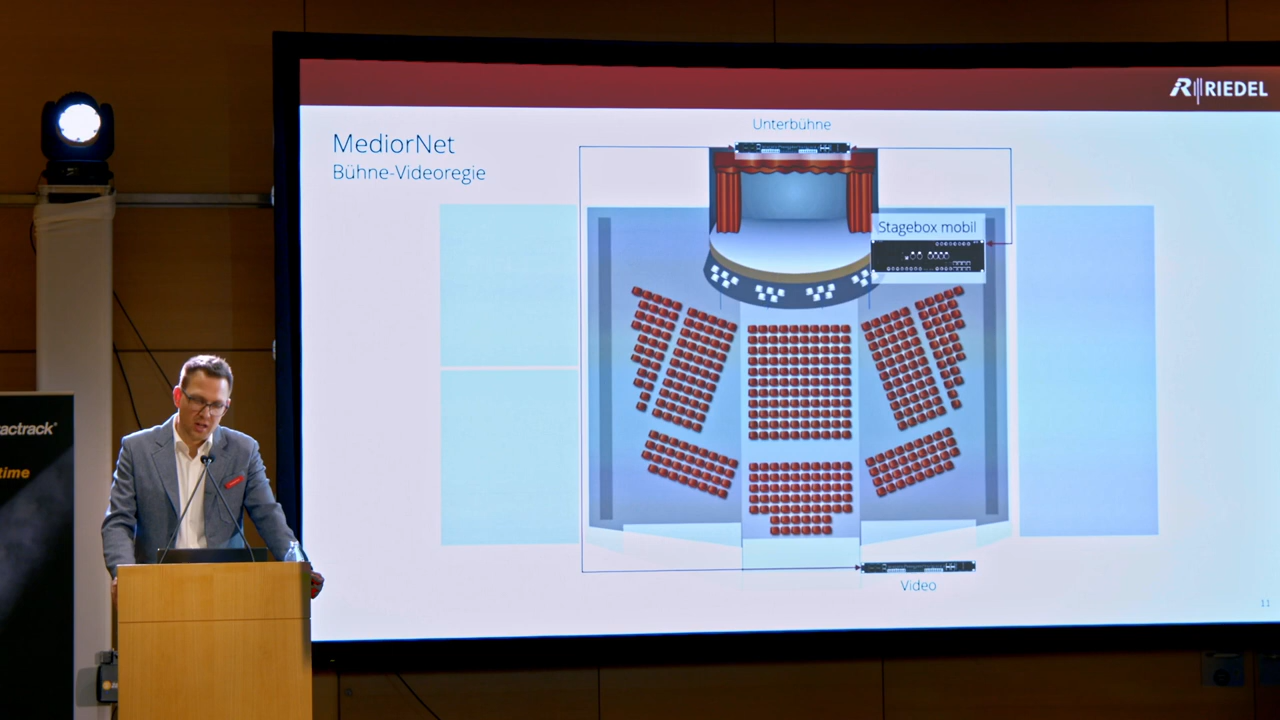 RIEDEL
MediorNet
Bühne-Videoregie
Unterbühne
Stagebox mobil
Video
11
actrack
time